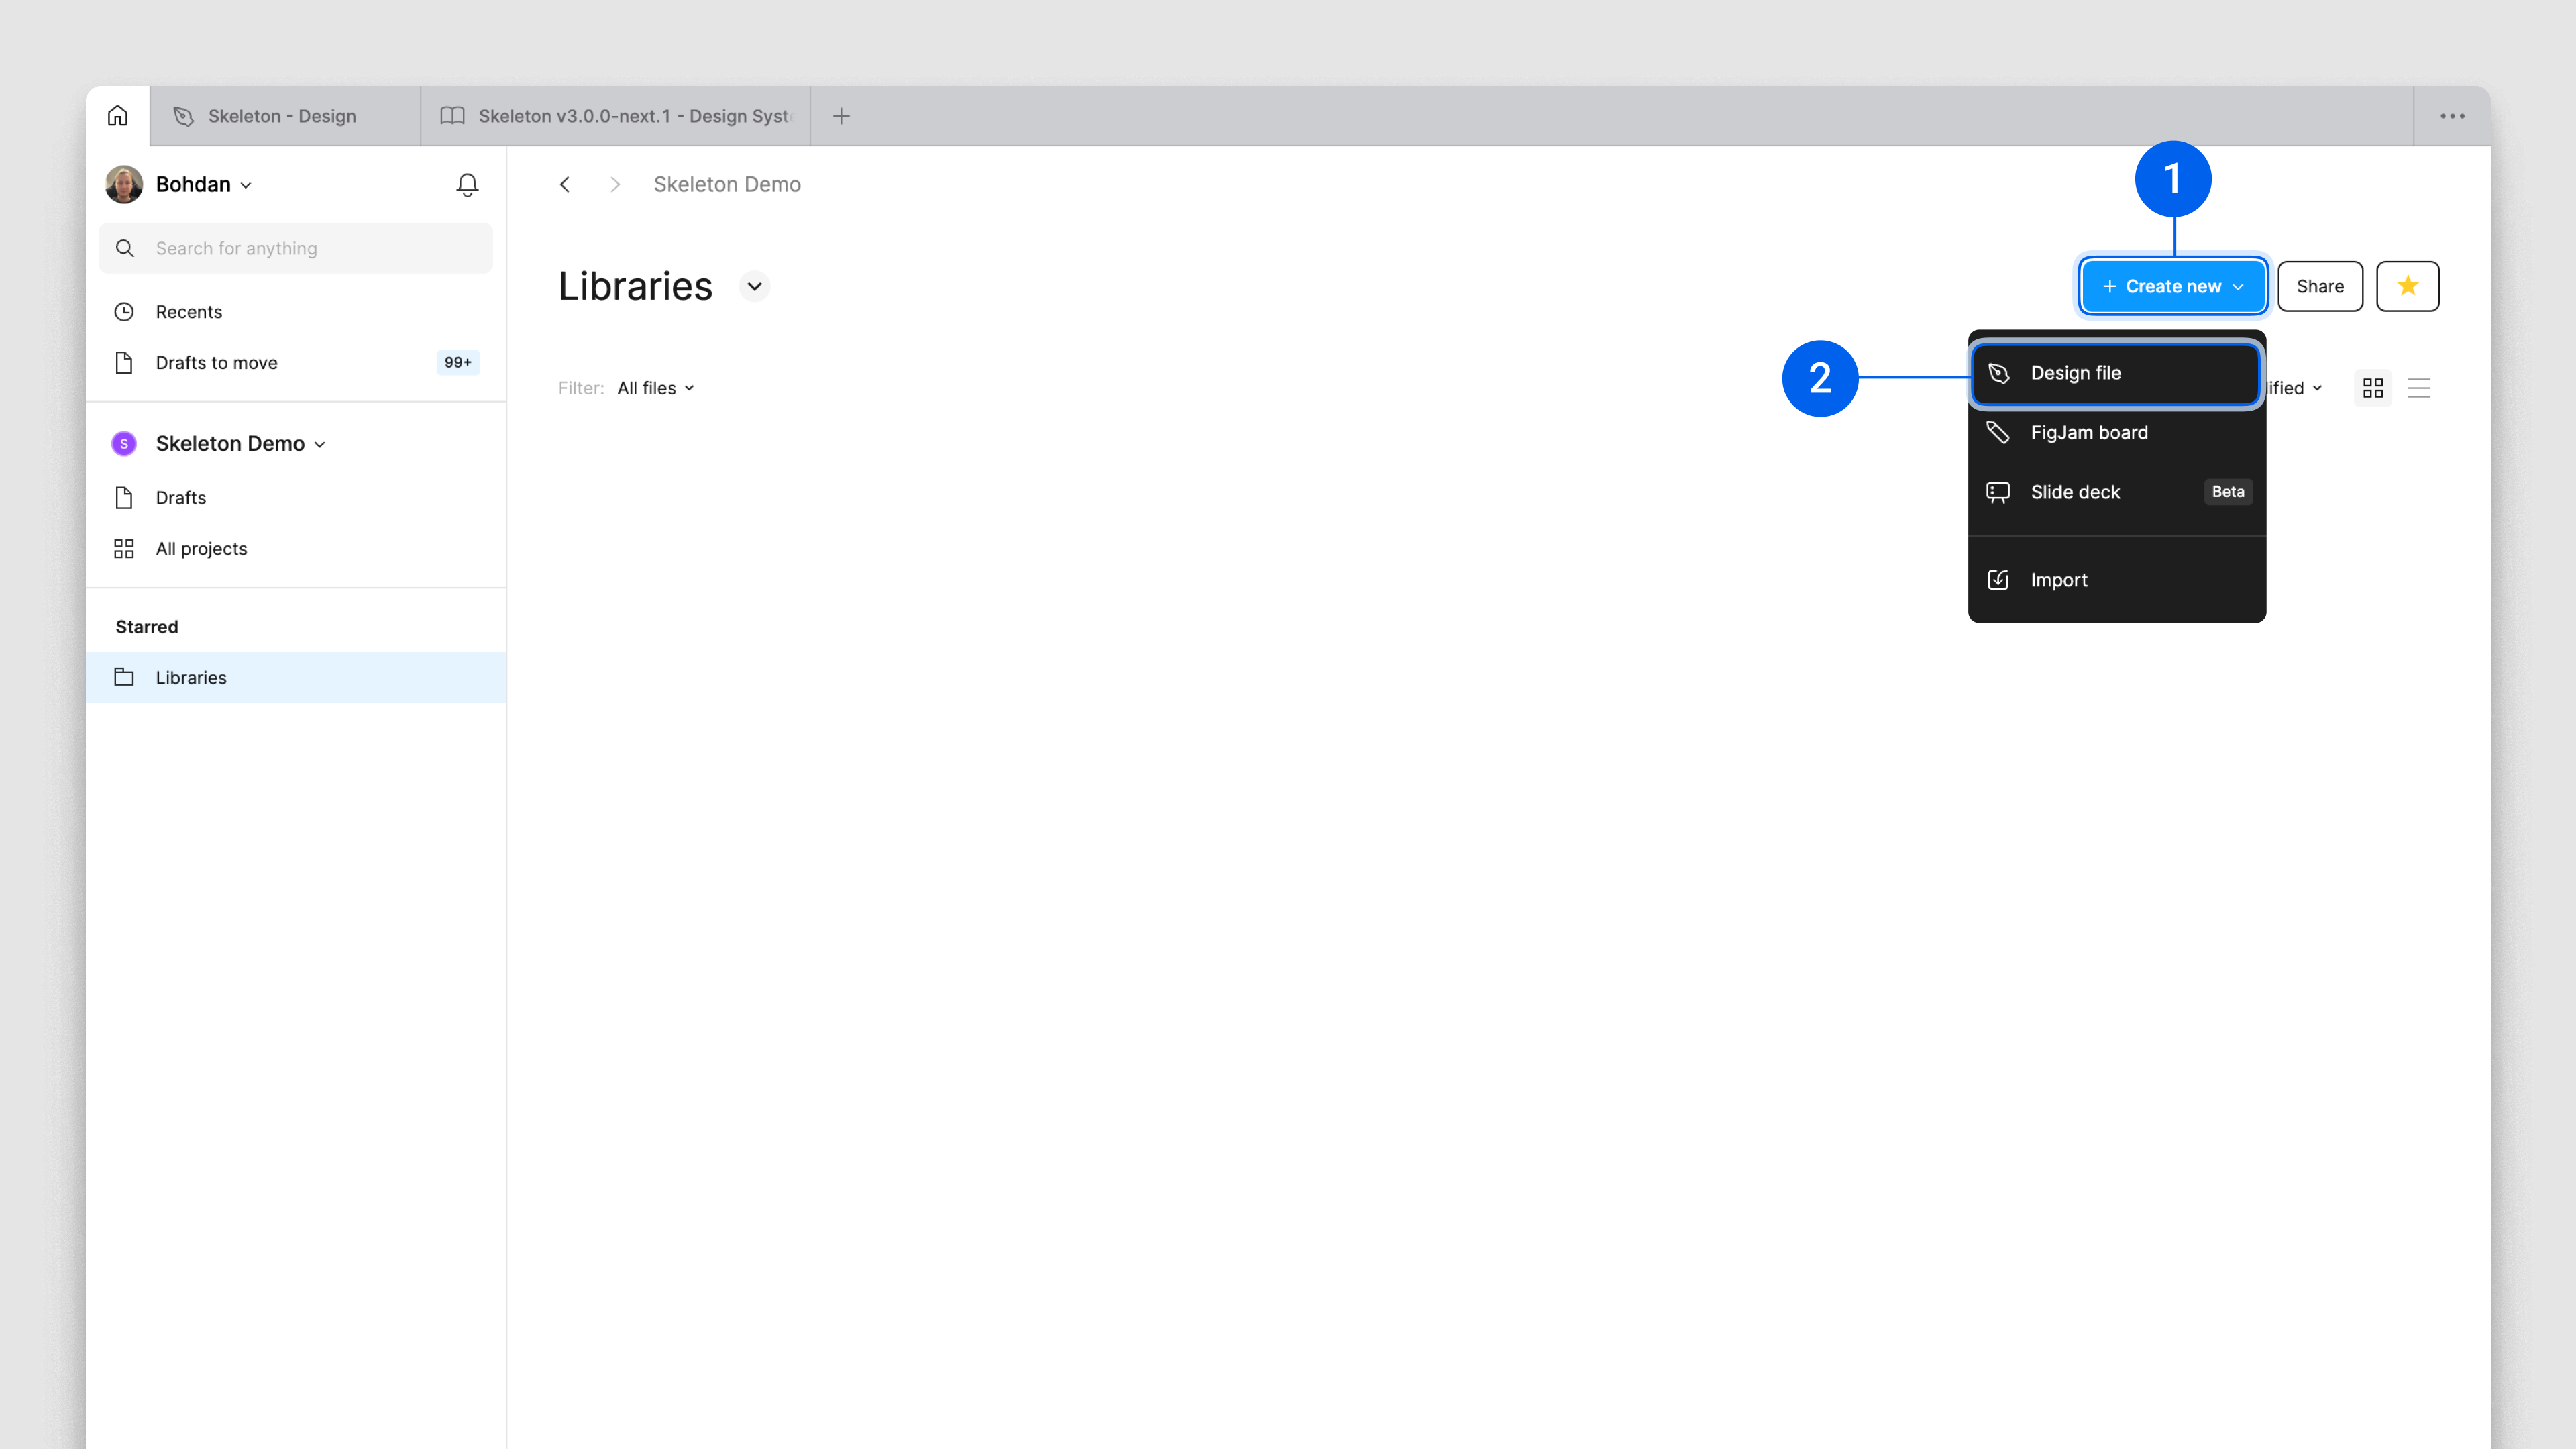 Skeleton - Design
Skeleton v3.0.0-next.1 - Design Syst
Bohdan
Skeleton Demo
1
Search for anything
Libraries
Create new
Share
Recents
Drafts to move
99+
Filter: All files
2
Design file
ified
FigJam board
Skeleton Demo
S
Slide deck
Beta
Drafts
All projects
Import
Starred
Libraries